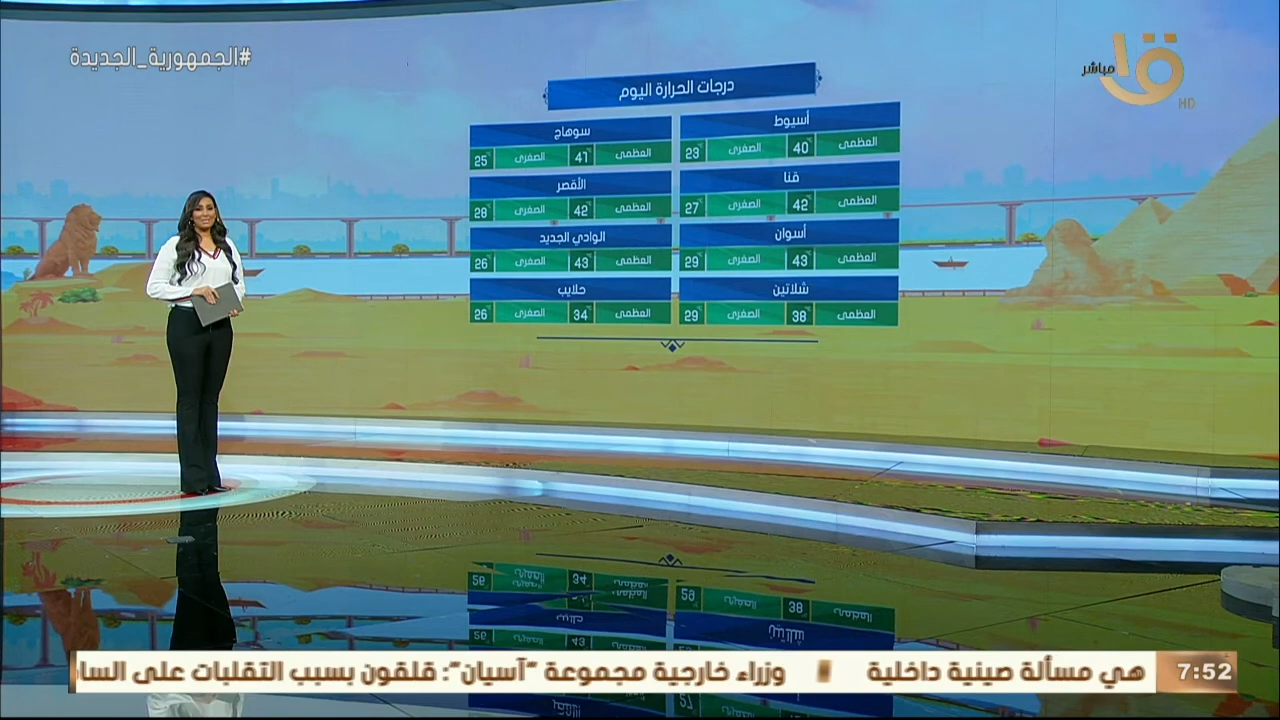 #الجمهورية_الجديدة
مباشر
HD
درجات الحرارة اليوم
أسيوط
العظمى 40 الصغرى 23
سوهاج
العظمى 41 الصغرى 25
قنا
العظمى 42 الصغرى 27
الأقصر
العظمى 42 الصغرى 28
أسوان
العظمى 43 الصغرى 29
الوادي الجديد
العظمى 43 الصغرى 26
شلاتين
العظمى 38 الصغرى 29
حلايب
العظمى 34 الصغرى 26
7:52
هي مسألة صينية داخلية وزراء خارجية مجموعة "آسيان": قلقون بسبب التقلبات على السا